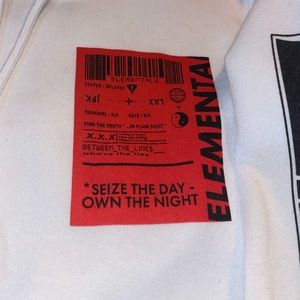 ELEMENTALS
STATUS : DELAYED
LAX
JFK
TERMINAL : N/A GATE : N/A
FIND THE TRUTH "...IN PLAIN SIGHT"
X.X.X
BETWEEN_THE_LINES
*SEIZE THE DAY -
OWN THE NIGHT
ELEMENTA